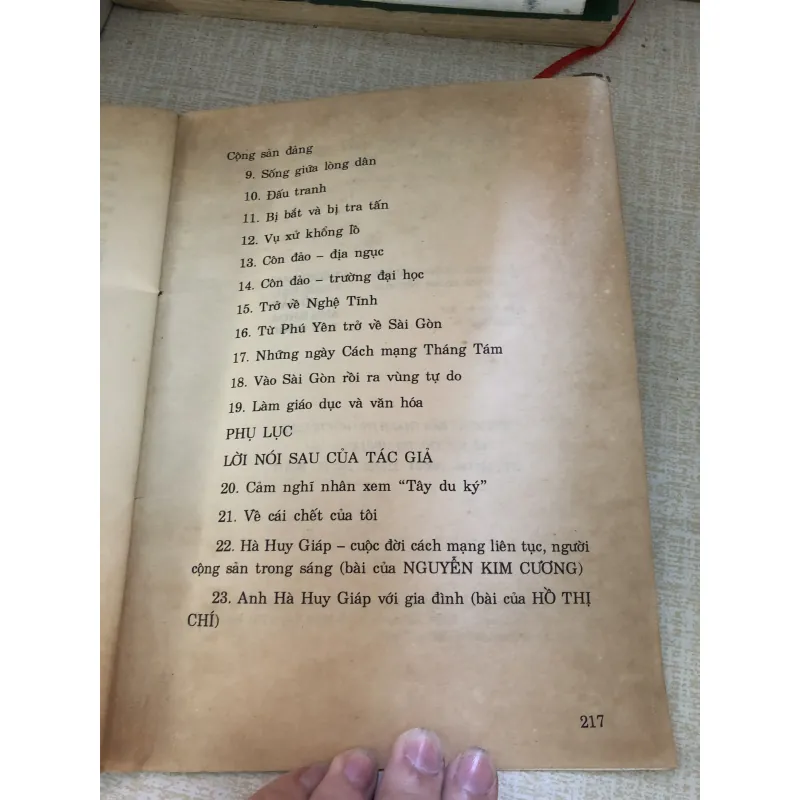 Cộng sản đảng
9. Sống giữa lòng dân
10. Đấu tranh
11. Bị bắt và bị tra tấn
12. Vụ xử khổng lồ
13. Côn đảo – địa ngục
14. Côn đảo – trường đại học
15. Trở về Nghệ Tĩnh
16. Từ Phú Yên trở về Sài Gòn
17. Những ngày Cách mạng Tháng Tám
18. Vào Sài Gòn rồi ra vùng tự do
19. Làm giáo dục và văn hóa
PHỤ LỤC
LỜI NÓI SAU CỦA TÁC GIẢ
20. Cảm nghĩ nhân xem “Tây du ký”
21. Về cái chết của tôi
22. Hà Huy Giáp – cuộc đời cách mạng liên tục, người
cộng sản trong sáng (bài của NGUYỄN KIM CƯƠNG)
23. Anh Hà Huy Giáp với gia đình (bài của HỒ THỊ
CHÍ)
217